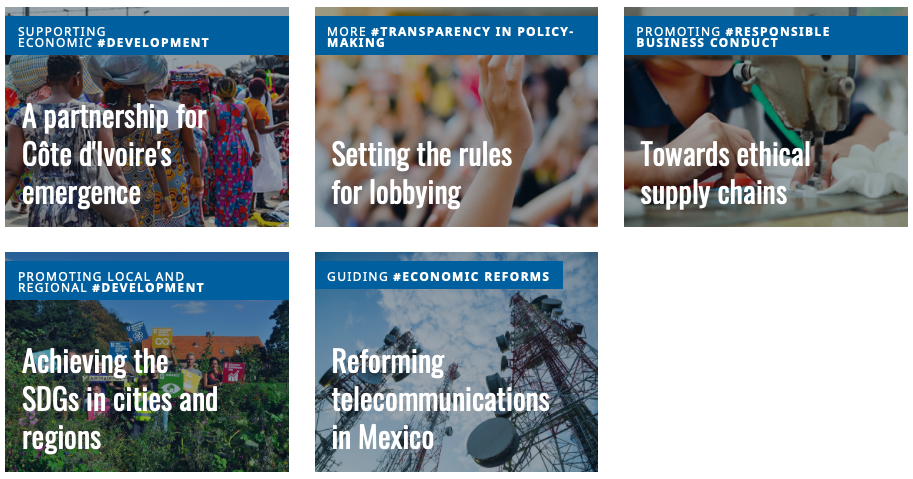 SUPPORTING
ECONOMIC #DEVELOPMENT
A partnership for
Côte d'Ivoire's
emergence
MORE #TRANSPARENCY IN POLICY-
MAKING
Setting the rules
for lobbying
PROMOTING #RESPONSIBLE
BUSINESS CONDUCT
Towards ethical
supply chains
PROMOTING LOCAL AND
REGIONAL #DEVELOPMENT
Achieving the
SDGs in cities and
regions
GUIDING #ECONOMIC REFORMS
Reforming
telecommunications
in Mexico